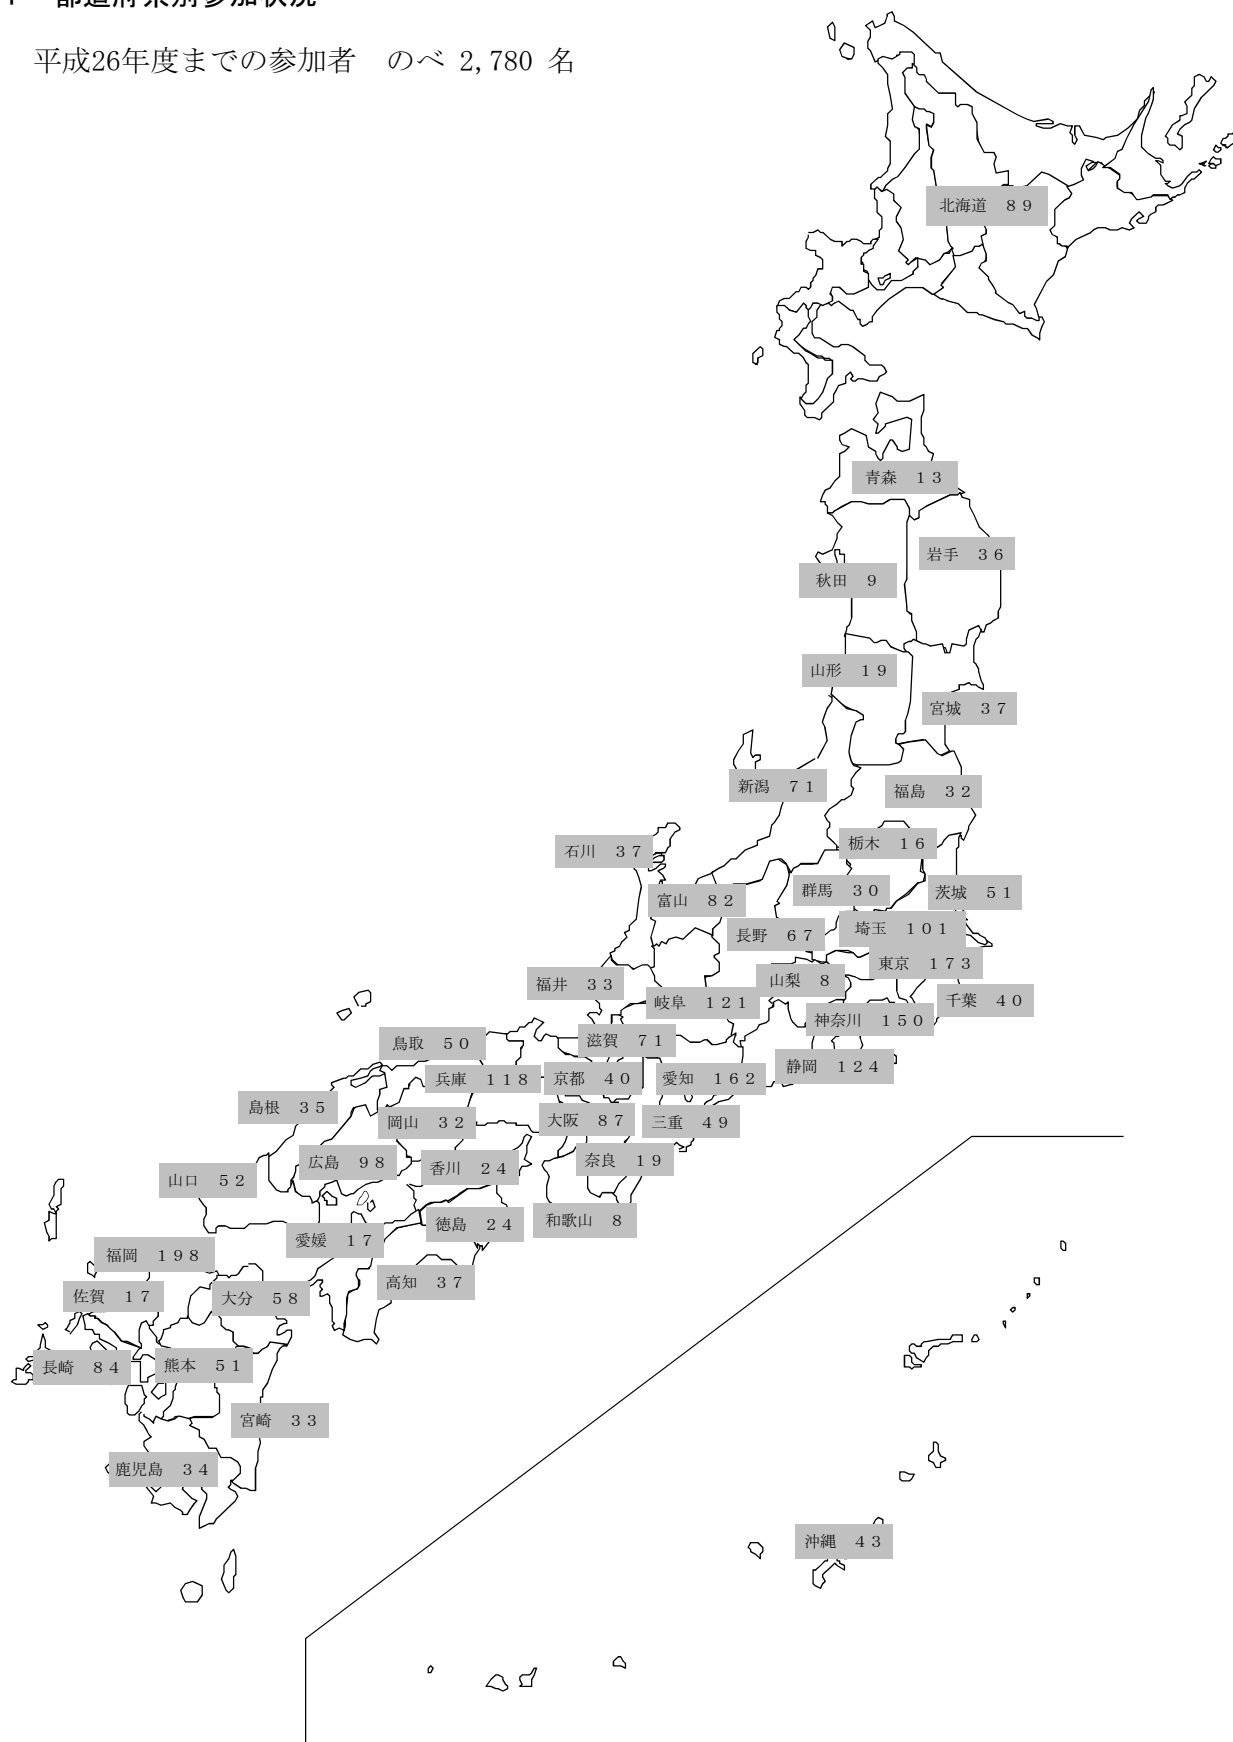 都道府県別参加状況
平成26年度までの参加者　のべ 2,780 名
北海道　８９
青森　１３
岩手　３６
秋田　９
山形　１９
宮城　３７
新潟　７１
福島　３２
栃木　１６
石川　３７
群馬　３０
茨城　５１
富山　８２
埼玉　１０１
長野　６７
東京　１７３
山梨　８
福井　３３
岐阜　１２１
千葉　４０
神奈川　１５０
滋賀　７１
鳥取　５０
静岡　１２４
兵庫　１１８
京都　４０
愛知　１６２
島根　３５
岡山　３２
大阪　８７
三重　４９
広島　９８
香川　２４
奈良　１９
山口　５２
徳島　２４
和歌山　８
愛媛　１７
福岡　１９８
高知　３７
佐賀　１７
大分　５８
長崎　８４
熊本　５１
宮崎　３３
鹿児島　３４
沖縄　４３